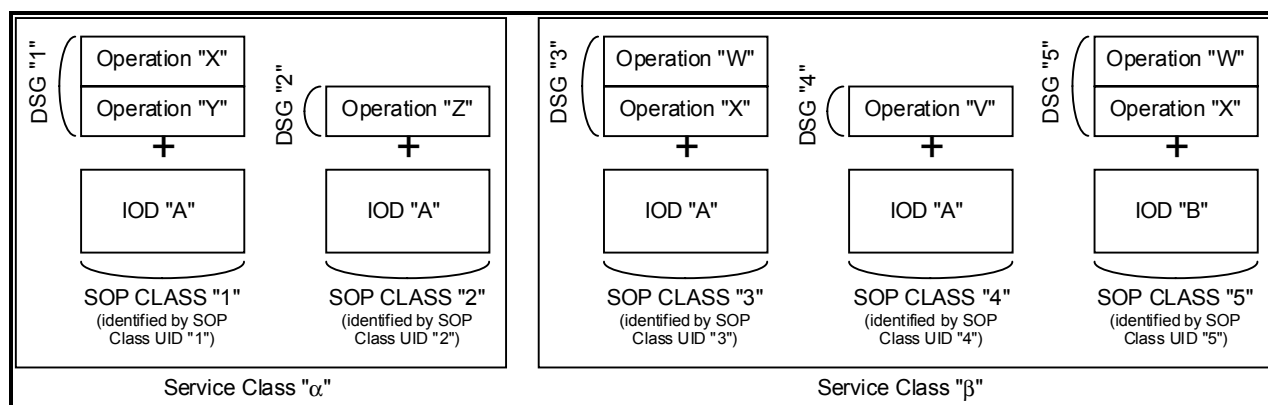 DSG "1"
Operation "X"
Operation "Y"
+
IOD "A"
SOP CLASS "1"
(identified by SOP
Class UID "1")
DSG "2"
Operation "Z"
+
IOD "A"
SOP CLASS "2"
(identified by SOP
Class UID "2")
Service Class "α"
DSG "3"
Operation "W"
Operation "X"
+
IOD "A"
SOP CLASS "3"
(identified by SOP
Class UID "3")
DSG "4"
Operation "V"
+
IOD "A"
SOP CLASS "4"
(identified by SOP
Class UID "4")
DSG "5"
Operation "W"
Operation "X"
+
IOD "B"
SOP CLASS "5"
(identified by SOP
Class UID "5")
Service Class "β"